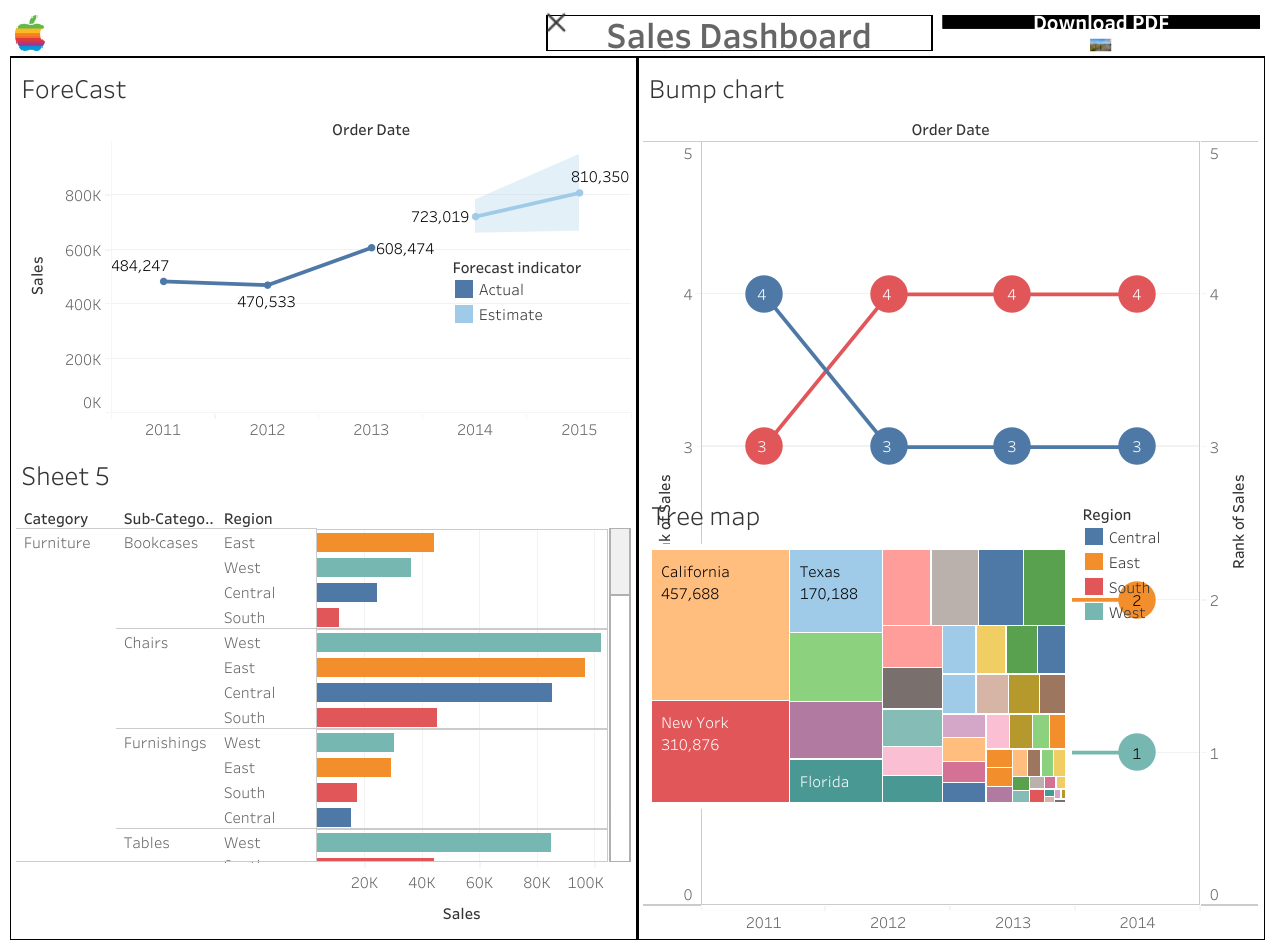 Sales Dashboard
Download PDF
ForeCast
Order Date
800K
600K
400K
200K
0K
Sales
484,247
470,533
608,474
723,019
810,350
Forecast indicator
Actual
Estimate
2011
2012
2013
2014
2015
Sheet 5
Category
Sub-Catego..
Region
Furniture
Bookcases
East
West
Central
South
Chairs
West
East
Central
South
Furnishings
West
East
South
Central
Tables
West
20K
40K
60K
80K
100K
Sales
Bump chart
Order Date
5
4
3
0
k of Sales
4
4
4
4
3
3
3
3
2
1
5
4
3
2
1
0
Rank of Sales
2011
2012
2013
2014
Tree map
California
457,688
Texas
170,188
New York
310,876
Florida
Region
Central
East
South
West